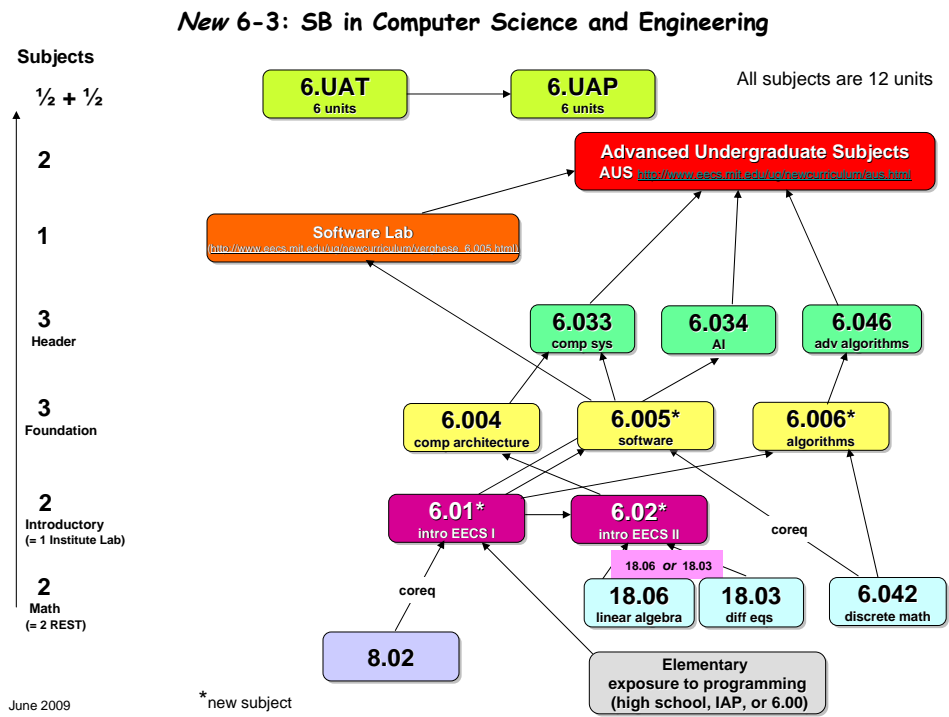 New 6-3: SB in Computer Science and Engineering
Subjects
½ + ½
6.UAT
6 units
6.UAP
6 units
All subjects are 12 units
2
Advanced Undergraduate Subjects
AUS http://www.eecs.mit.edu/ug/newcurriculum/aus.html
1
Software Lab
(http://www.eecs.mit.edu/ug/newcurriculum/verghese_6.005.html)
3
Header
6.033
comp sys
6.034
AI
6.046
adv algorithms
3
Foundation
6.004
comp architecture
6.005*
software
6.006*
algorithms
2
Introductory
(= 1 Institute Lab)
6.01*
intro EECS I
6.02*
intro EECS II
coreq
18.06 or 18.03
2
Math
(= 2 REST)
coreq
18.06
linear algebra
18.03
diff eqs
6.042
discrete math
8.02
Elementary
exposure to programming
(high school, IAP, or 6.00)
June 2009
*new subject